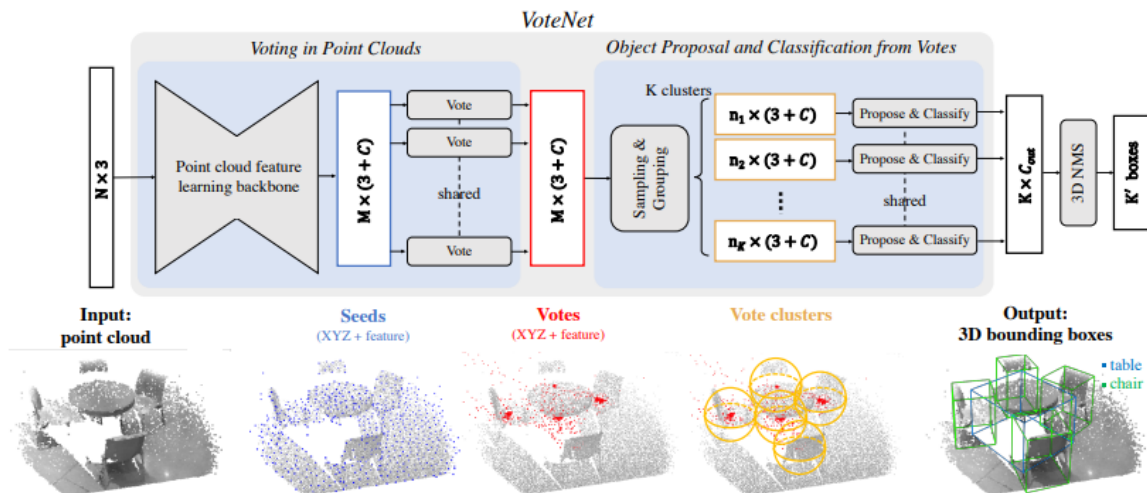 VoteNet
Voting in Point Clouds
Object Proposal and Classification from Votes
N × 3
Point cloud feature
learning backbone
M × (3 + C)
Vote
Vote
shared
Vote
M × (3 + C)
Sampling &
Grouping
K clusters
n₁ × (3 + C)
n₂ × (3 + C)
n_K × (3 + C)
Propose & Classify
Propose & Classify
shared
Propose & Classify
K × C_out
3D NMS
K' boxes
Input:
point cloud
Seeds
(XYZ + feature)
Votes
(XYZ + feature)
Vote clusters
Output:
3D bounding boxes
table
chair